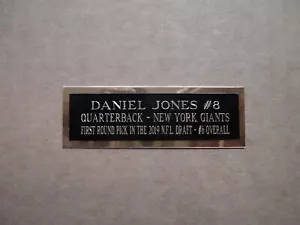 DANIEL JONES #8
QUARTERBACK - NEW YORK GIANTS
FIRST ROUND PICK IN THE 2019 N.F.L. DRAFT - #6 OVERALL